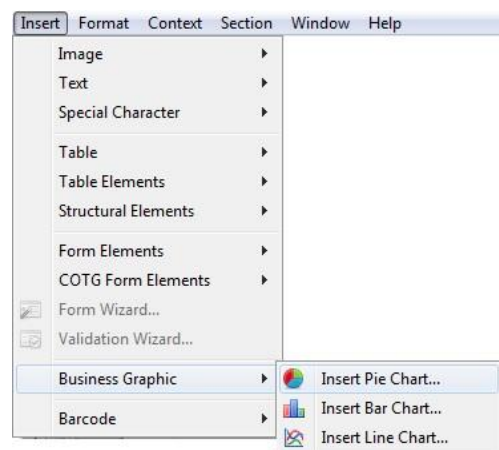 Insert Format Context Section Window Help
Image
Text
Special Character
Table
Table Elements
Structural Elements
Form Elements
COTG Form Elements
Form Wizard...
Validation Wizard...
Business Graphic
Insert Pie Chart...
Insert Bar Chart...
Barcode
Insert Line Chart...